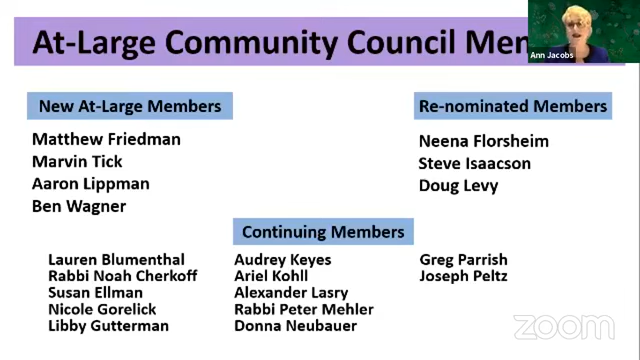 At-Large Community Council Mem
Ann Jacobs
New At-Large Members
Matthew Friedman
Marvin Tick
Aaron Lippman
Ben Wagner
Re-nominated Members
Neena Florsheim
Steve Isaacson
Doug Levy
Continuing Members
Lauren Blumenthal
Rabbi Noah Cherkoff
Susan Ellman
Nicole Gorelick
Libby Gutterman
Audrey Keyes
Ariel Kohll
Alexander Lasry
Rabbi Peter Mehler
Donna Neubauer
Greg Parrish
Joseph Peltz
zoom